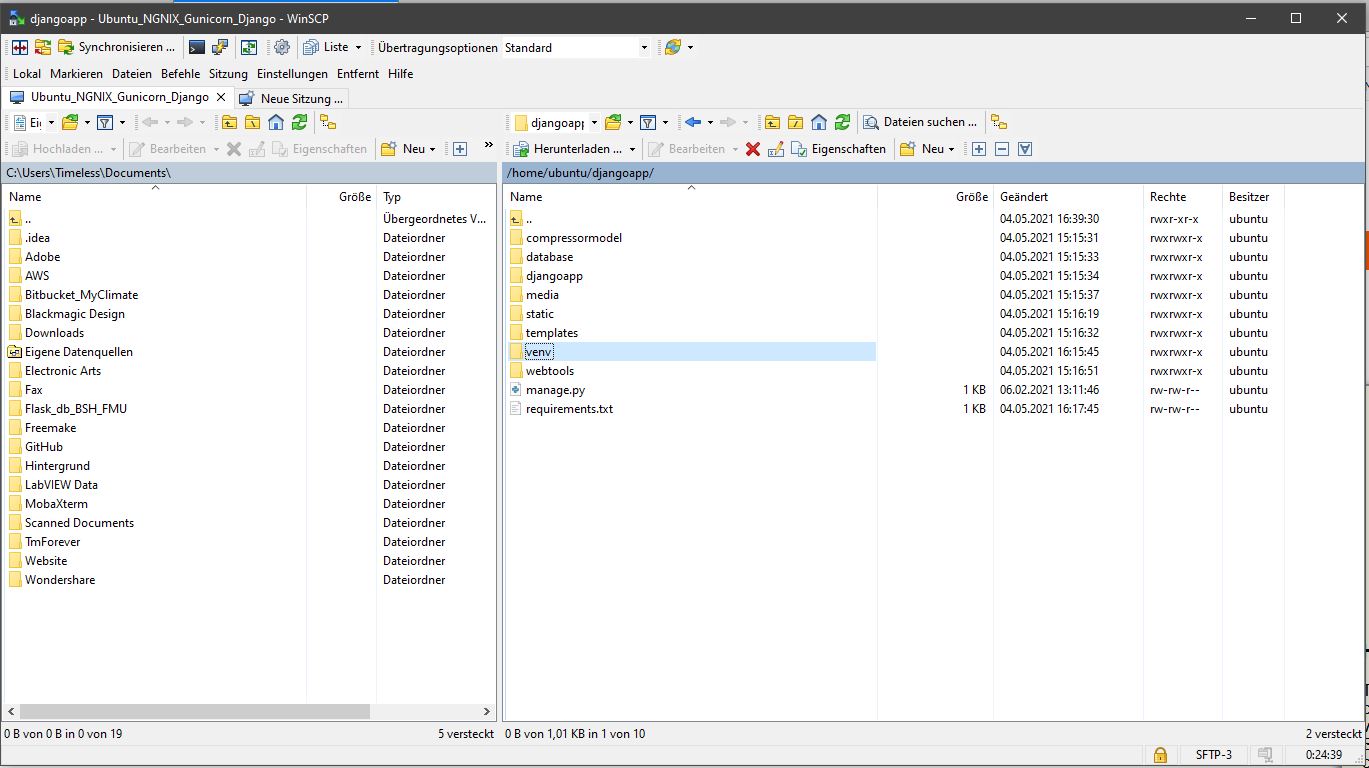 djangoapp - Ubuntu_NGNIX_Gunicorn_Django - WinSCP
Synchronisieren ... Liste Übertragungsoptionen Standard
Lokal Markieren Dateien Befehle Sitzung Einstellungen Entfernt Hilfe
Ubuntu_NGNIX_Gunicorn_Django Neue Sitzung ...
djangoapp Dateien suchen ...
Hochladen ... Bearbeiten Eigenschaften Neu » Herunterladen ... Bearbeiten Eigenschaften Neu
C:\Users\Timeless\Documents\ /home/ubuntu/djangoapp/
Name Größe Typ Name Größe Geändert Rechte Besitzer
.. Übergeordnetes V... .. 04.05.2021 16:39:30 rwxr-xr-x ubuntu
.idea Dateiordner compressormodel 04.05.2021 15:15:31 rwxrwxr-x ubuntu
Adobe Dateiordner database 04.05.2021 15:15:33 rwxrwxr-x ubuntu
AWS Dateiordner djangoapp 04.05.2021 15:15:34 rwxrwxr-x ubuntu
Bitbucket_MyClimate Dateiordner media 04.05.2021 15:15:37 rwxrwxr-x ubuntu
Blackmagic Design Dateiordner static 04.05.2021 15:16:19 rwxrwxr-x ubuntu
Downloads Dateiordner templates 04.05.2021 15:16:32 rwxrwxr-x ubuntu
Eigene Datenquellen Dateiordner venv 04.05.2021 16:15:45 rwxrwxr-x ubuntu
Electronic Arts Dateiordner webtools 04.05.2021 15:16:51 rwxrwxr-x ubuntu
Fax Dateiordner manage.py 1 KB 06.02.2021 13:11:46 rw-rw-r-- ubuntu
Flask_db_BSH_FMU Dateiordner requirements.txt 1 KB 04.05.2021 16:17:45 rw-rw-r-- ubuntu
Freemake Dateiordner
GitHub Dateiordner
Hintergrund Dateiordner
LabVIEW Data Dateiordner
MobaXterm Dateiordner
Scanned Documents Dateiordner
TmForever Dateiordner
Website Dateiordner
Wondershare Dateiordner
0 B von 0 B in 0 von 19 5 versteckt 0 B von 1,01 KB in 1 von 10 2 versteckt
SFTP-3 0:24:39